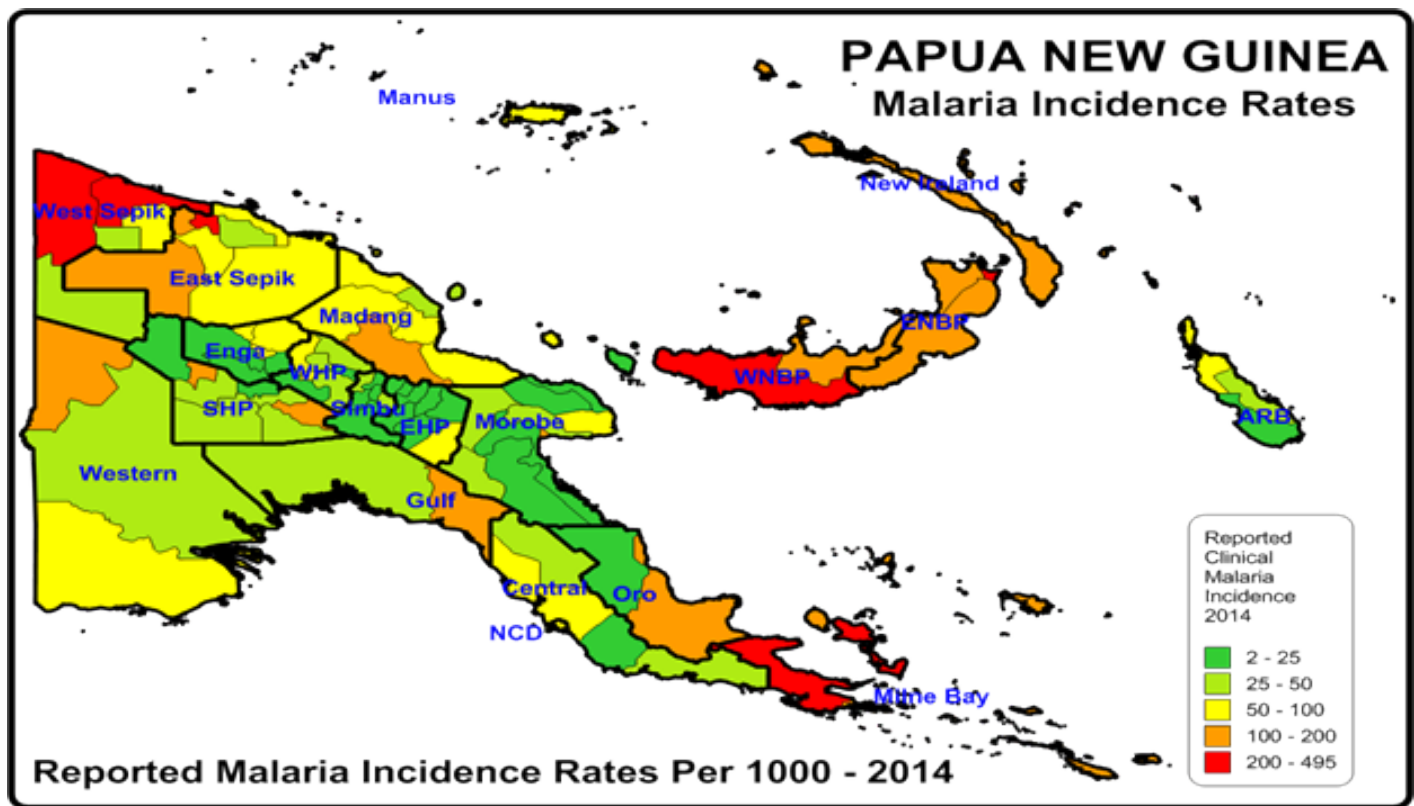 PAPUA NEW GUINEA
Malaria Incidence Rates
Manus
New Ireland
West Sepik
East Sepik
Madang
ENBP
Enga
WHP
WNBP
SHP
Simbu
EHP
Morobe
ARB
Western
Gulf
Central
Oro
NCD
Milne Bay
Reported
Clinical
Malaria
Incidence
2014
2 - 25
25 - 50
50 - 100
100 - 200
200 - 495
Reported Malaria Incidence Rates Per 1000 - 2014